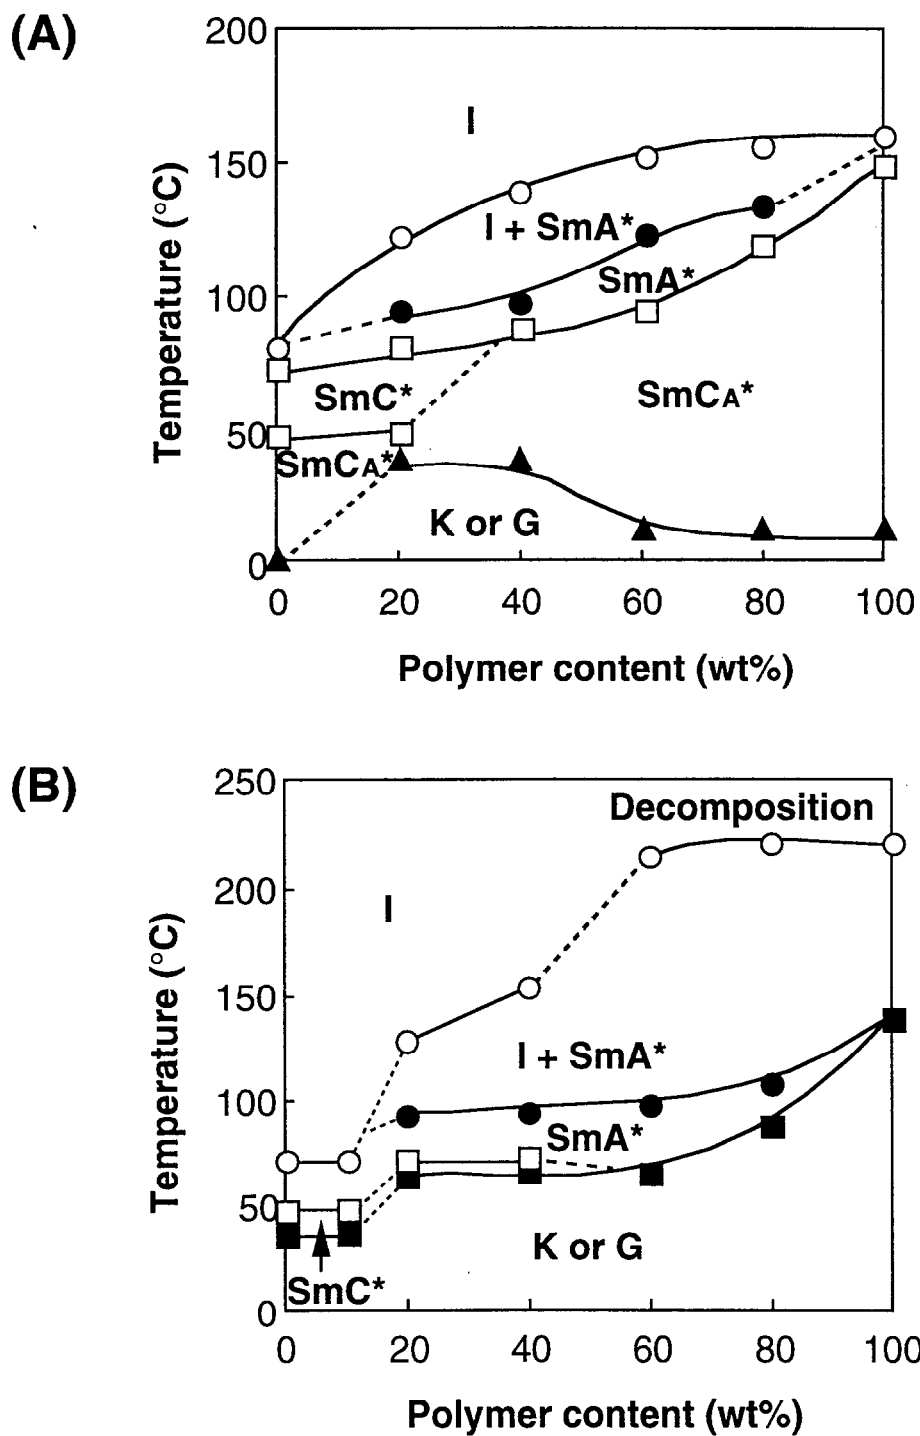 (A)
200
150
100
50
0
Temperature (°C)
I
I + SmA*
SmA*
SmC*
SmCA*
SmCA*
K or G
0 20 40 60 80 100
Polymer content (wt%)
(B)
250
200
150
100
50
0
Temperature (°C)
Decomposition
I
I + SmA*
SmA*
K or G
SmC*
0 20 40 60 80 100
Polymer content (wt%)